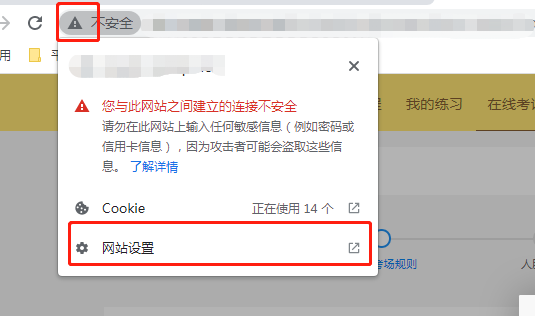 不安全
用
您与此网站之间建立的连接不安全
请勿在此网站上输入任何敏感信息（例如密码或
信用卡信息），因为攻击者可能会盗取这些信
息。 了解详情
我的练习
在线考
Cookie
正在使用 14 个
网站设置
考场规则
人